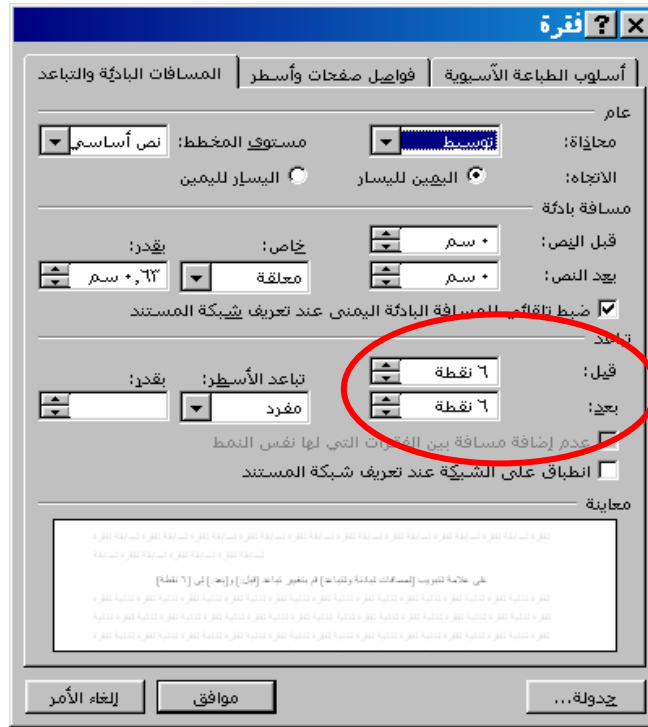 فقرة
المسافات البادئة والتباعد فواصل صفحات وأسطر أسلوب الطباعة الآسيوية
عام
محاذاة: توسيط مستوى المخطط: نص أساسي
الاتجاه: اليمين لليسار اليسار لليمين
مسافة بادئة
قبل النص: ٠ سم خاص: بقدر:
بعد النص: ٠ سم معلقة ٠,٦٣ سم
ضبط تلقائي للمسافة البادئة اليمنى عند تعريف شبكة المستند
تباعد
قبل: ٦ نقطة تباعد الأسطر: بقدر:
بعد: ٦ نقطة مفرد
عدم إضافة مسافة بين الفقرات التي لها نفس النمط
انطباق على الشبكة عند تعريف شبكة المستند
معاينة
جدولة... موافق إلغاء الأمر